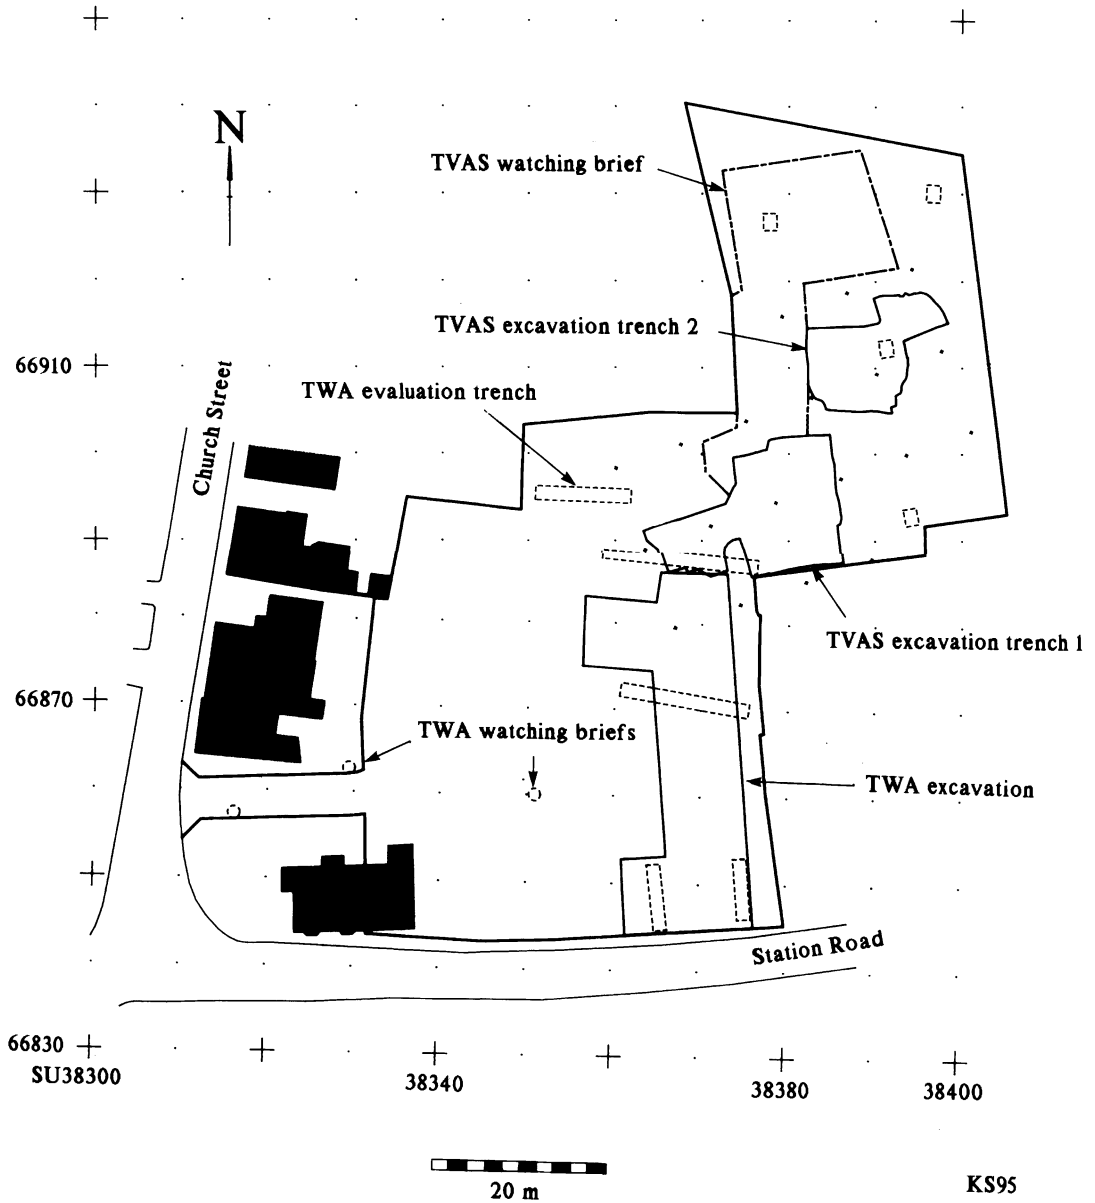 N
TVAS watching brief
TVAS excavation trench 2
66910
TWA evaluation trench
Church Street
TVAS excavation trench 1
66870
TWA watching briefs
TWA excavation
Station Road
66830
SU38300
38340
38380
38400
20 m
KS95